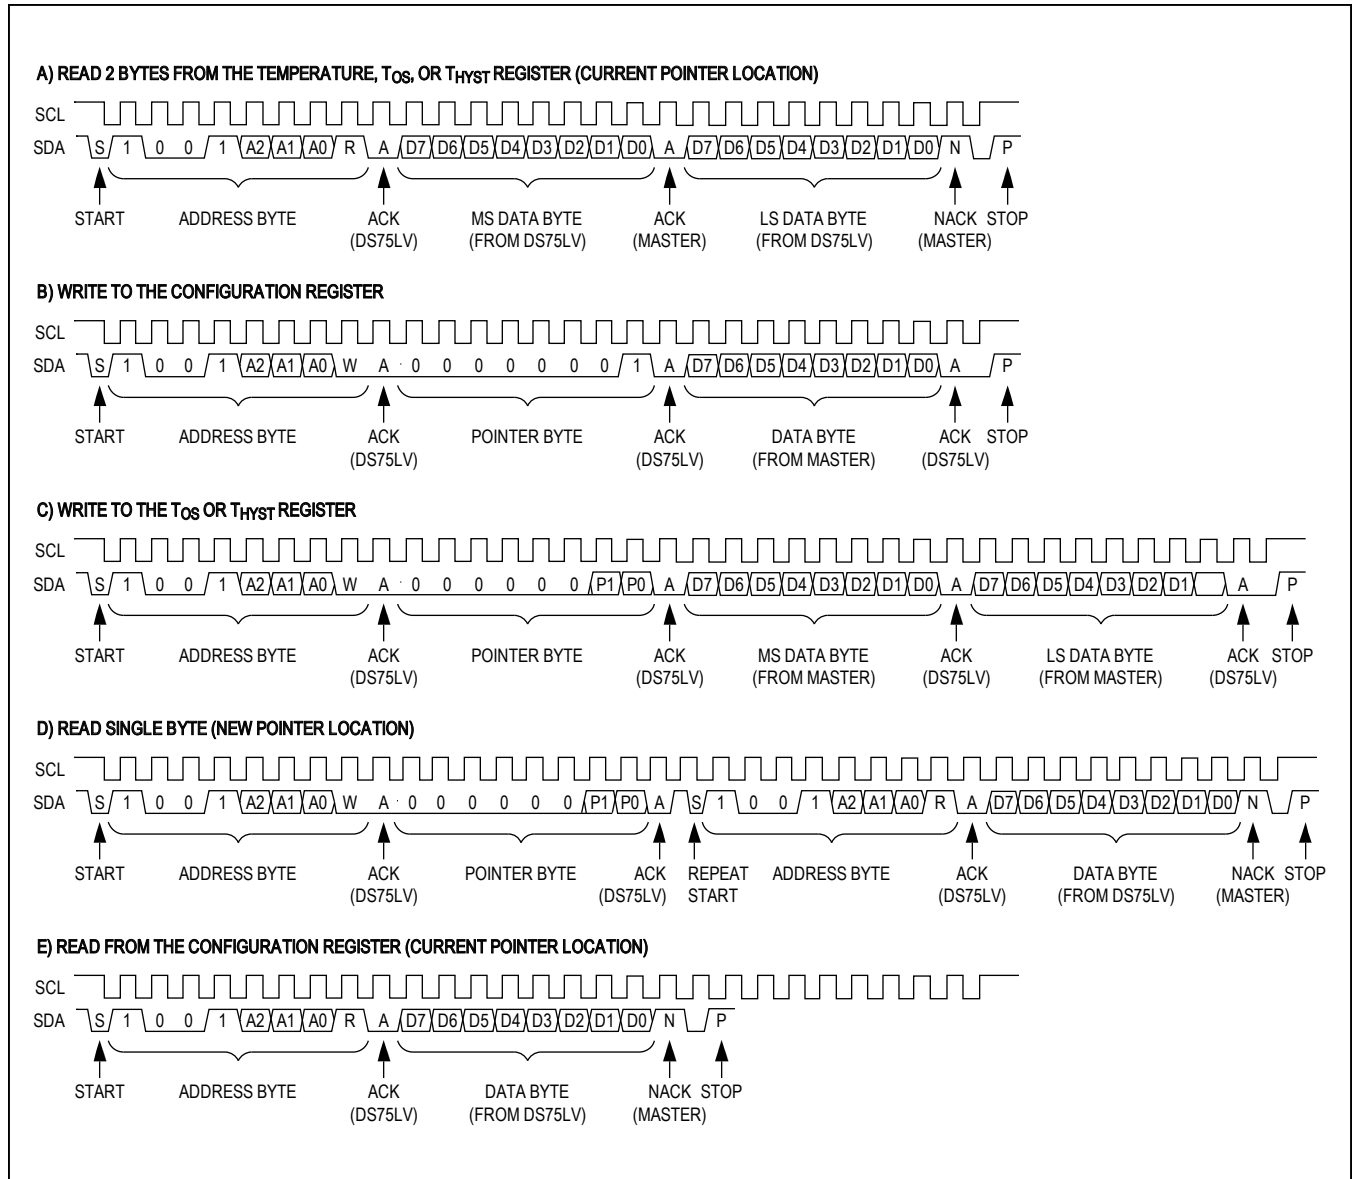 A) READ 2 BYTES FROM THE TEMPERATURE, TOS, OR THYST REGISTER (CURRENT POINTER LOCATION)
SCL
SDA S 1 0 0 1 A2 A1 A0 R A D7 D6 D5 D4 D3 D2 D1 D0 A D7 D6 D5 D4 D3 D2 D1 D0 N P
START ADDRESS BYTE ACK MS DATA BYTE ACK LS DATA BYTE NACK STOP
(DS75LV) (FROM DS75LV) (MASTER) (FROM DS75LV) (MASTER)
B) WRITE TO THE CONFIGURATION REGISTER
SCL
SDA S 1 0 0 1 A2 A1 A0 W A 0 0 0 0 0 0 0 1 A D7 D6 D5 D4 D3 D2 D1 D0 A P
START ADDRESS BYTE ACK POINTER BYTE ACK DATA BYTE ACK STOP
(DS75LV) (DS75LV) (FROM MASTER) (DS75LV)
C) WRITE TO THE TOS OR THYST REGISTER
SCL
SDA S 1 0 0 1 A2 A1 A0 W A 0 0 0 0 0 0 P1 P0 A D7 D6 D5 D4 D3 D2 D1 D0 A D7 D6 D5 D4 D3 D2 D1 A P
START ADDRESS BYTE ACK POINTER BYTE ACK MS DATA BYTE ACK LS DATA BYTE ACK STOP
(DS75LV) (DS75LV) (FROM MASTER) (DS75LV) (FROM MASTER) (DS75LV)
D) READ SINGLE BYTE (NEW POINTER LOCATION)
SCL
SDA S 1 0 0 1 A2 A1 A0 W A 0 0 0 0 0 0 P1 P0 A S 1 0 0 1 A2 A1 A0 R A D7 D6 D5 D4 D3 D2 D1 D0 N P
START ADDRESS BYTE ACK POINTER BYTE ACK REPEAT ADDRESS BYTE ACK DATA BYTE NACK STOP
(DS75LV) (DS75LV) START (DS75LV) (FROM DS75LV) (MASTER)
E) READ FROM THE CONFIGURATION REGISTER (CURRENT POINTER LOCATION)
SCL
SDA S 1 0 0 1 A2 A1 A0 R A D7 D6 D5 D4 D3 D2 D1 D0 N P
START ADDRESS BYTE ACK DATA BYTE NACK STOP
(DS75LV) (FROM DS75LV) (MASTER)